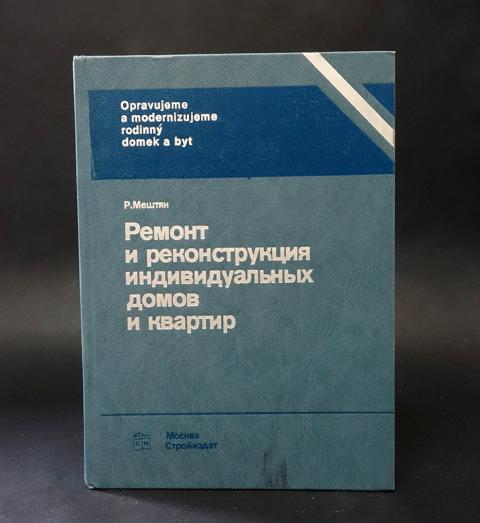 Opravujeme
a modernizujeme
rodinný
domek a byt
Р.Мештян
Ремонт
и реконструкция
индивидуальных
домов
и квартир
Москва
Стройиздат